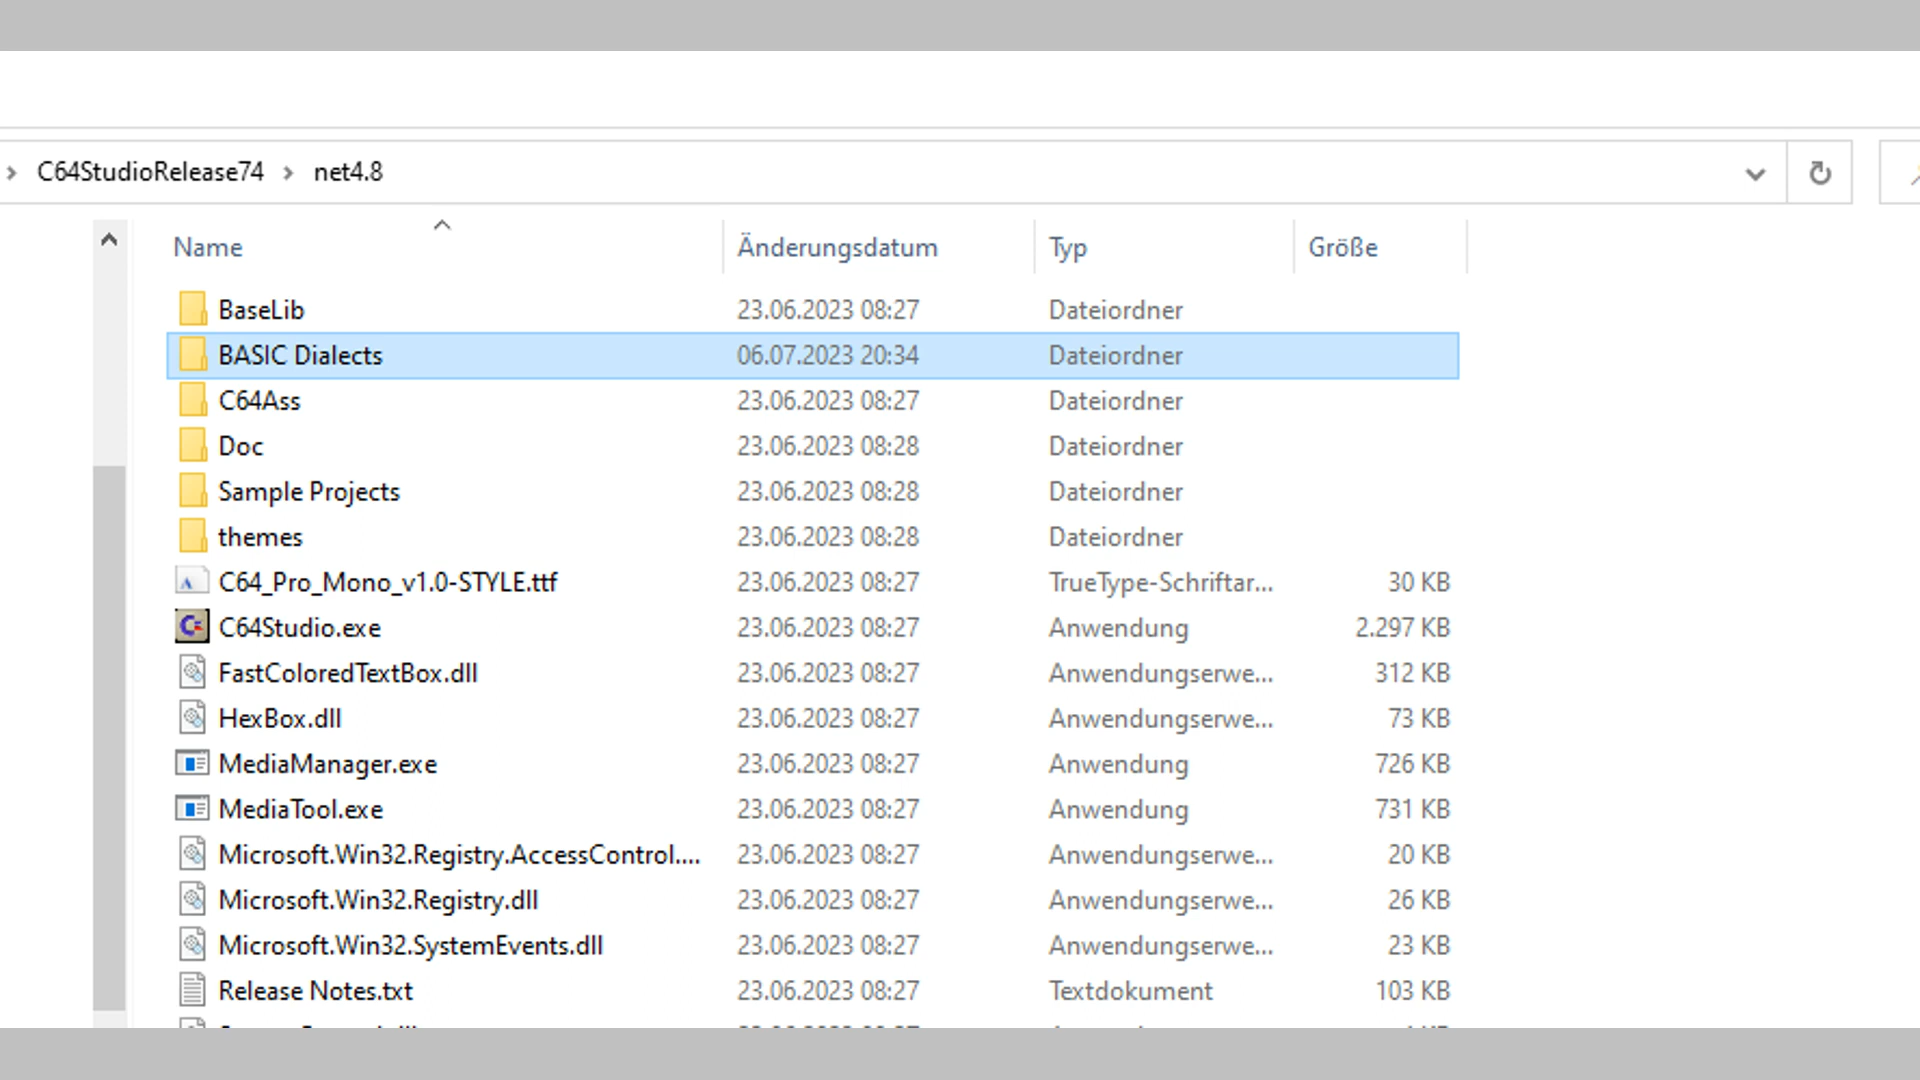 C64StudioRelease74 > net4.8
Name Änderungsdatum Typ Größe
BaseLib 23.06.2023 08:27 Dateiordner
BASIC Dialects 06.07.2023 20:34 Dateiordner
C64Ass 23.06.2023 08:27 Dateiordner
Doc 23.06.2023 08:28 Dateiordner
Sample Projects 23.06.2023 08:28 Dateiordner
themes 23.06.2023 08:28 Dateiordner
C64_Pro_Mono_v1.0-STYLE.ttf 23.06.2023 08:27 TrueType-Schriftar... 30 KB
C64Studio.exe 23.06.2023 08:27 Anwendung 2.297 KB
FastColoredTextBox.dll 23.06.2023 08:27 Anwendungserwe... 312 KB
HexBox.dll 23.06.2023 08:27 Anwendungserwe... 73 KB
MediaManager.exe 23.06.2023 08:27 Anwendung 726 KB
MediaTool.exe 23.06.2023 08:27 Anwendung 731 KB
Microsoft.Win32.Registry.AccessControl.... 23.06.2023 08:27 Anwendungserwe... 20 KB
Microsoft.Win32.Registry.dll 23.06.2023 08:27 Anwendungserwe... 26 KB
Microsoft.Win32.SystemEvents.dll 23.06.2023 08:27 Anwendungserwe... 23 KB
Release Notes.txt 23.06.2023 08:27 Textdokument 103 KB